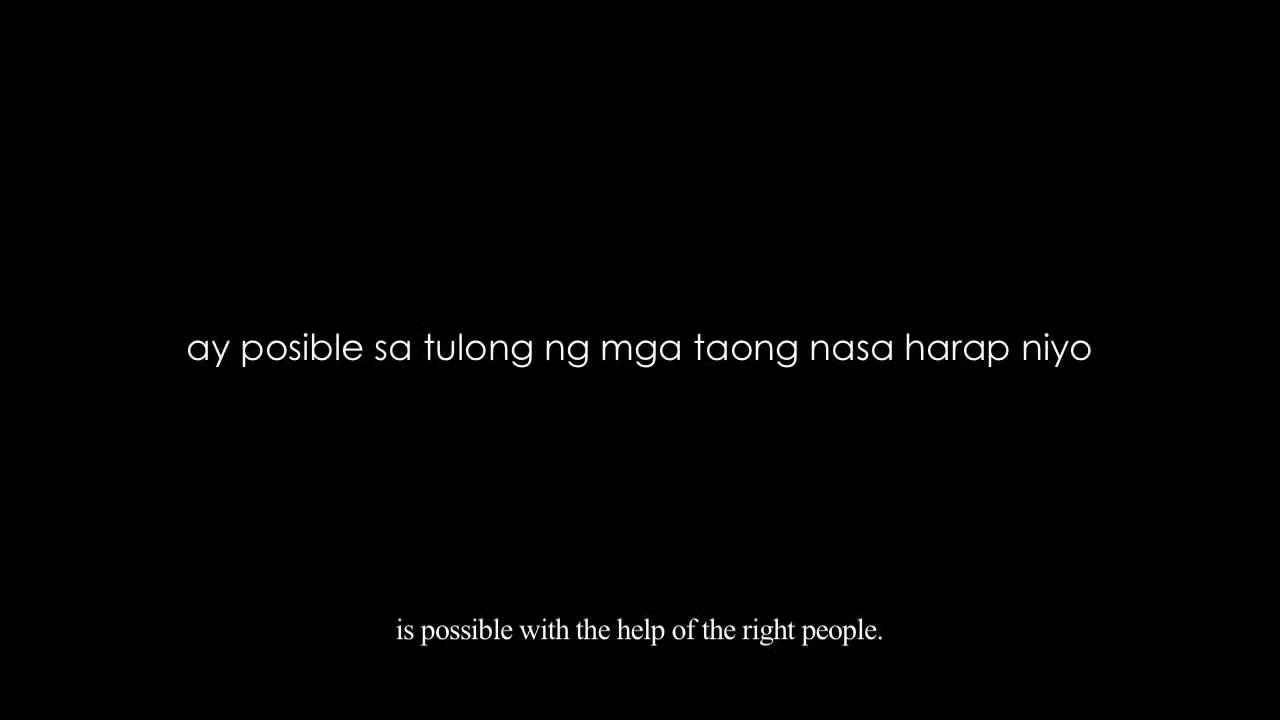 ay posible sa tulong ng mga taong nasa harap niyo
is possible with the help of the right people.